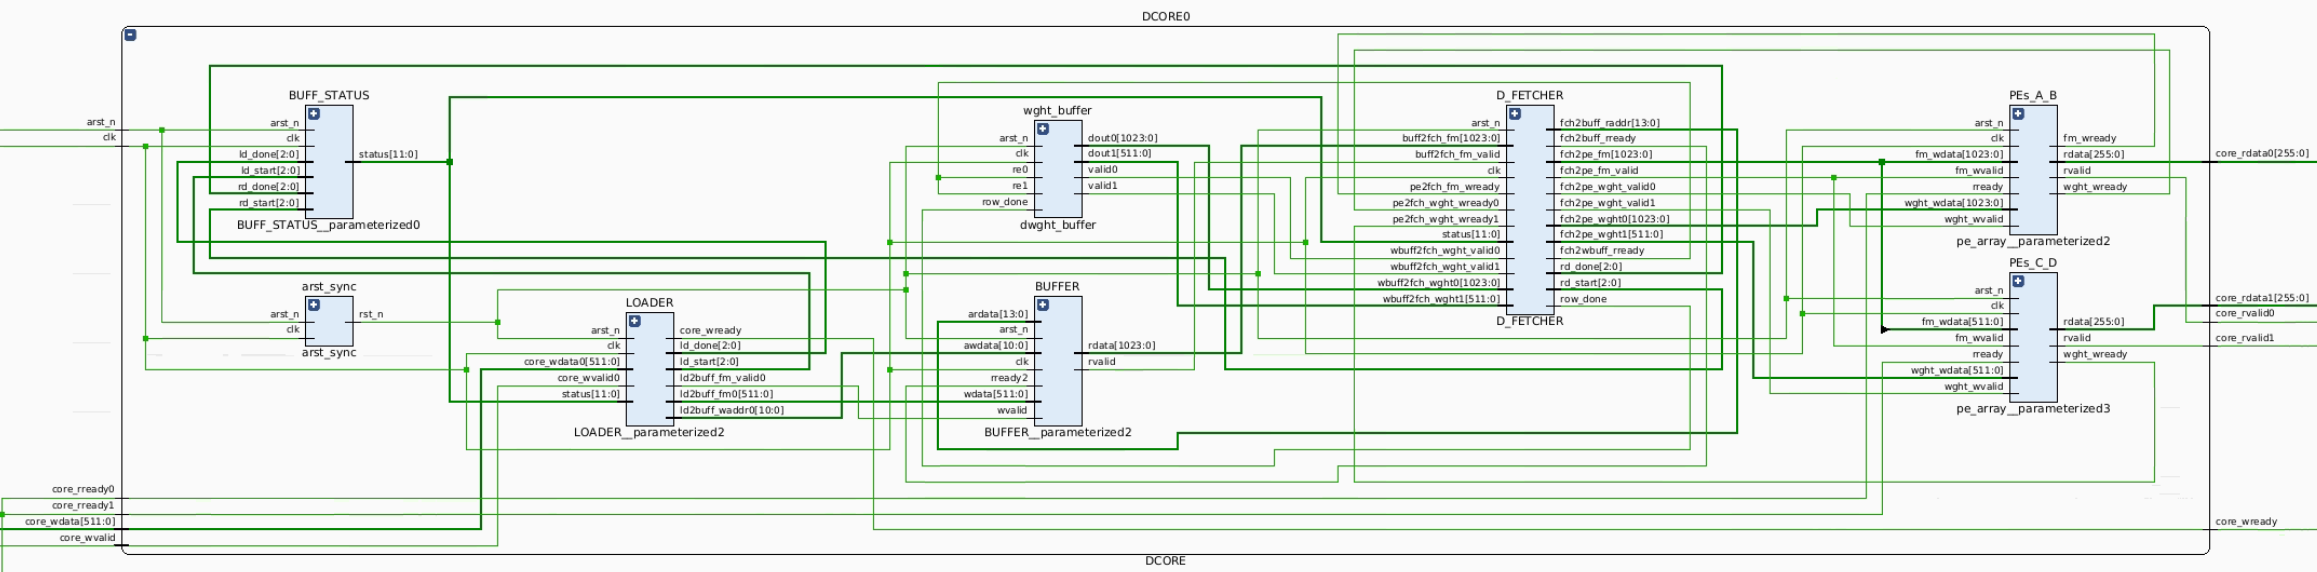 DCORE0
arst_n
clk
BUFF_STATUS
arst_n
clk
ld_done[2:0]
ld_start[2:0]
rd_done[2:0]
rd_start[2:0]
status[11:0]
BUFF_STATUS__parameterized0
arst_sync
arst_n
clk
rst_n
arst_sync
LOADER
arst_n
clk
core_wdata0[511:0]
core_wvalid0
status[11:0]
core_wready
ld_done[2:0]
ld_start[2:0]
ld2buff_fm_valid0
ld2buff_fm0[511:0]
ld2buff_waddr0[10:0]
LOADER__parameterized2
wght_buffer
arst_n
clk
re0
re1
row_done
dout0[1023:0]
dout1[511:0]
valid0
valid1
dwght_buffer
BUFFER
ardata[13:0]
arst_n
awdata[10:0]
clk
rready2
wdata[511:0]
wvalid
rdata[1023:0]
rvalid
BUFFER__parameterized2
D_FETCHER
arst_n
buff2fch_fm[1023:0]
buff2fch_fm_valid
clk
pe2fch_fm_wready
pe2fch_wght_wready0
pe2fch_wght_wready1
status[11:0]
wbuff2fch_wght_valid0
wbuff2fch_wght_valid1
wbuff2fch_wght0[1023:0]
wbuff2fch_wght1[511:0]
fch2buff_raddr[13:0]
fch2buff_rready
fch2pe_fm[1023:0]
fch2pe_fm_valid
fch2pe_wght_valid0
fch2pe_wght_valid1
fch2pe_wght0[1023:0]
fch2pe_wght1[511:0]
fch2wbuff_rready
rd_done[2:0]
rd_start[2:0]
row_done
D_FETCHER
PEs_A_B
arst_n
clk
fm_wdata[1023:0]
fm_wvalid
rready
wght_wdata[1023:0]
wght_wvalid
fm_wready
rdata[255:0]
rvalid
wght_wready
pe_array__parameterized2
PEs_C_D
arst_n
clk
fm_wdata[511:0]
fm_wvalid
rready
wght_wdata[511:0]
wght_wvalid
rdata[255:0]
rvalid
wght_wready
pe_array__parameterized3
core_rdata0[255:0]
core_rdata1[255:0]
core_rvalid0
core_rvalid1
core_wready
core_rready0
core_rready1
core_wdata[511:0]
core_wvalid
DCORE